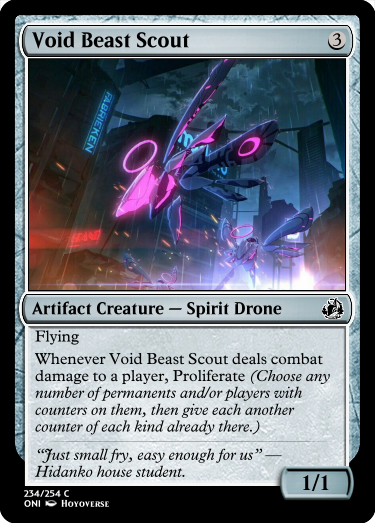 Void Beast Scout 3
FABRIEKEN
Artifact Creature — Spirit Drone
Flying
Whenever Void Beast Scout deals combat
damage to a player, Proliferate (Choose any
number of permanents and/or players with
counters on them, then give each another
counter of each kind already there.)
“Just small fry, easy enough for us” —
Hidanko house student.
1/1
234/254 C
ONI Hoyoverse